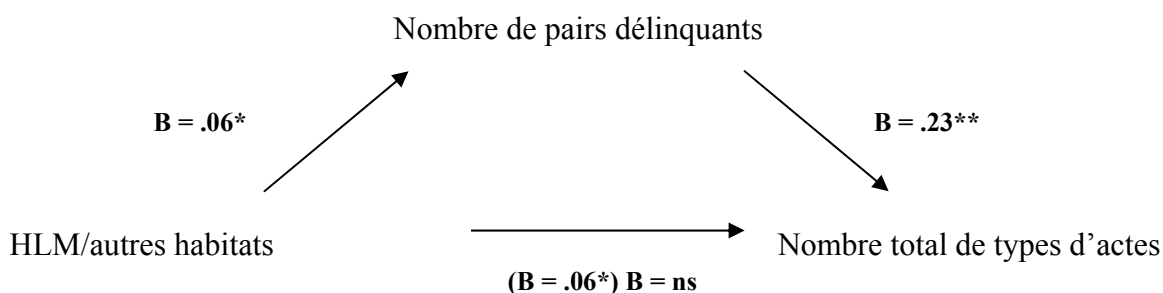 Nombre de pairs délinquants
B = .06*
B = .23**
HLM/autres habitats
Nombre total de types d’actes
(B = .06*) B = ns